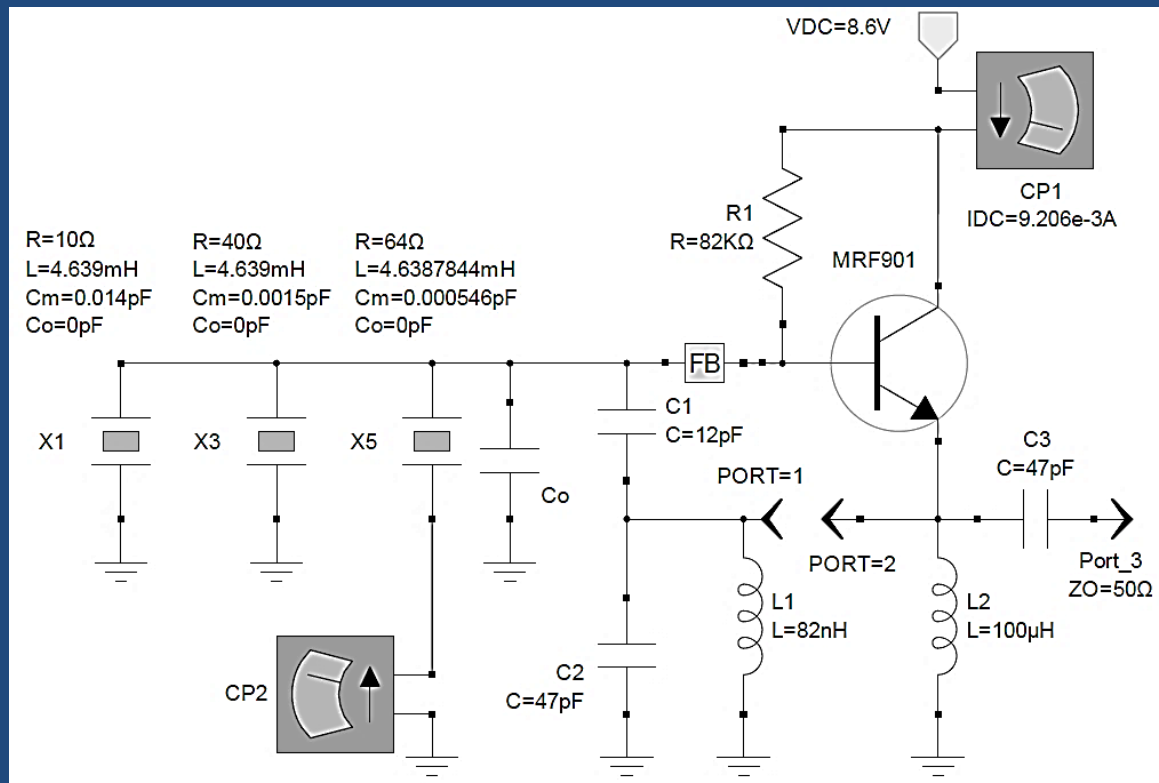 VDC=8.6V
CP1
IDC=9.206e-3A
R1
R=82KΩ
MRF901
R=10Ω
L=4.639mH
Cm=0.014pF
Co=0pF
R=40Ω
L=4.639mH
Cm=0.0015pF
Co=0pF
R=64Ω
L=4.6387844mH
Cm=0.000546pF
Co=0pF
FB
X1
X3
X5
Co
C1
C=12pF
C3
C=47pF
PORT=1
PORT=2
Port_3
ZO=50Ω
L1
L=82nH
L2
L=100µH
C2
C=47pF
CP2